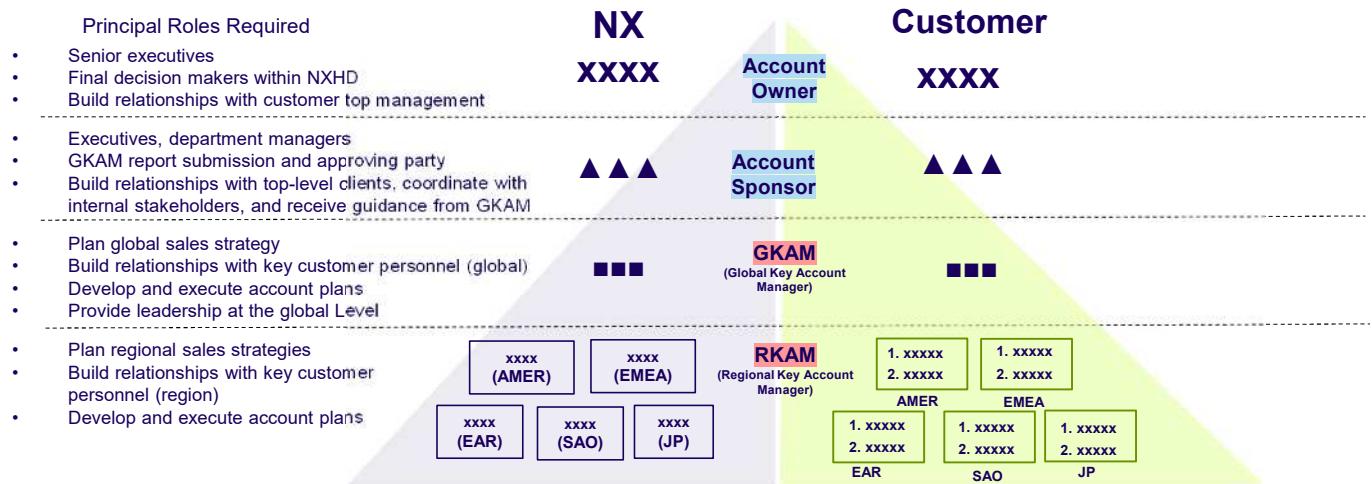 Principal Roles Required
NX
Customer
• Senior executives
• Final decision makers within NXHD
• Build relationships with customer top management
xxxx
Account
Owner
xxxx
• Executives, department managers
• GKAM report submission and approving party
• Build relationships with top-level clients, coordinate with
internal stakeholders, and receive guidance from GKAM
▲ ▲ ▲
Account
Sponsor
▲ ▲ ▲
• Plan global sales strategy
• Build relationships with key customer personnel (global)
• Develop and execute account plans
• Provide leadership at the global Level
■■■
GKAM
(Global Key Account
Manager)
■■■
• Plan regional sales strategies
• Build relationships with key customer
personnel (region)
• Develop and execute account plans
xxxx
(AMER)
xxxx
(EMEA)
xxxx
(EAR)
xxxx
(SAO)
xxxx
(JP)
RKAM
(Regional Key Account
Manager)
1. xxxxx
2. xxxxx
AMER
1. xxxxx
2. xxxxx
EMEA
1. xxxxx
2. xxxxx
EAR
1. xxxxx
2. xxxxx
SAO
1. xxxxx
2. xxxxx
JP